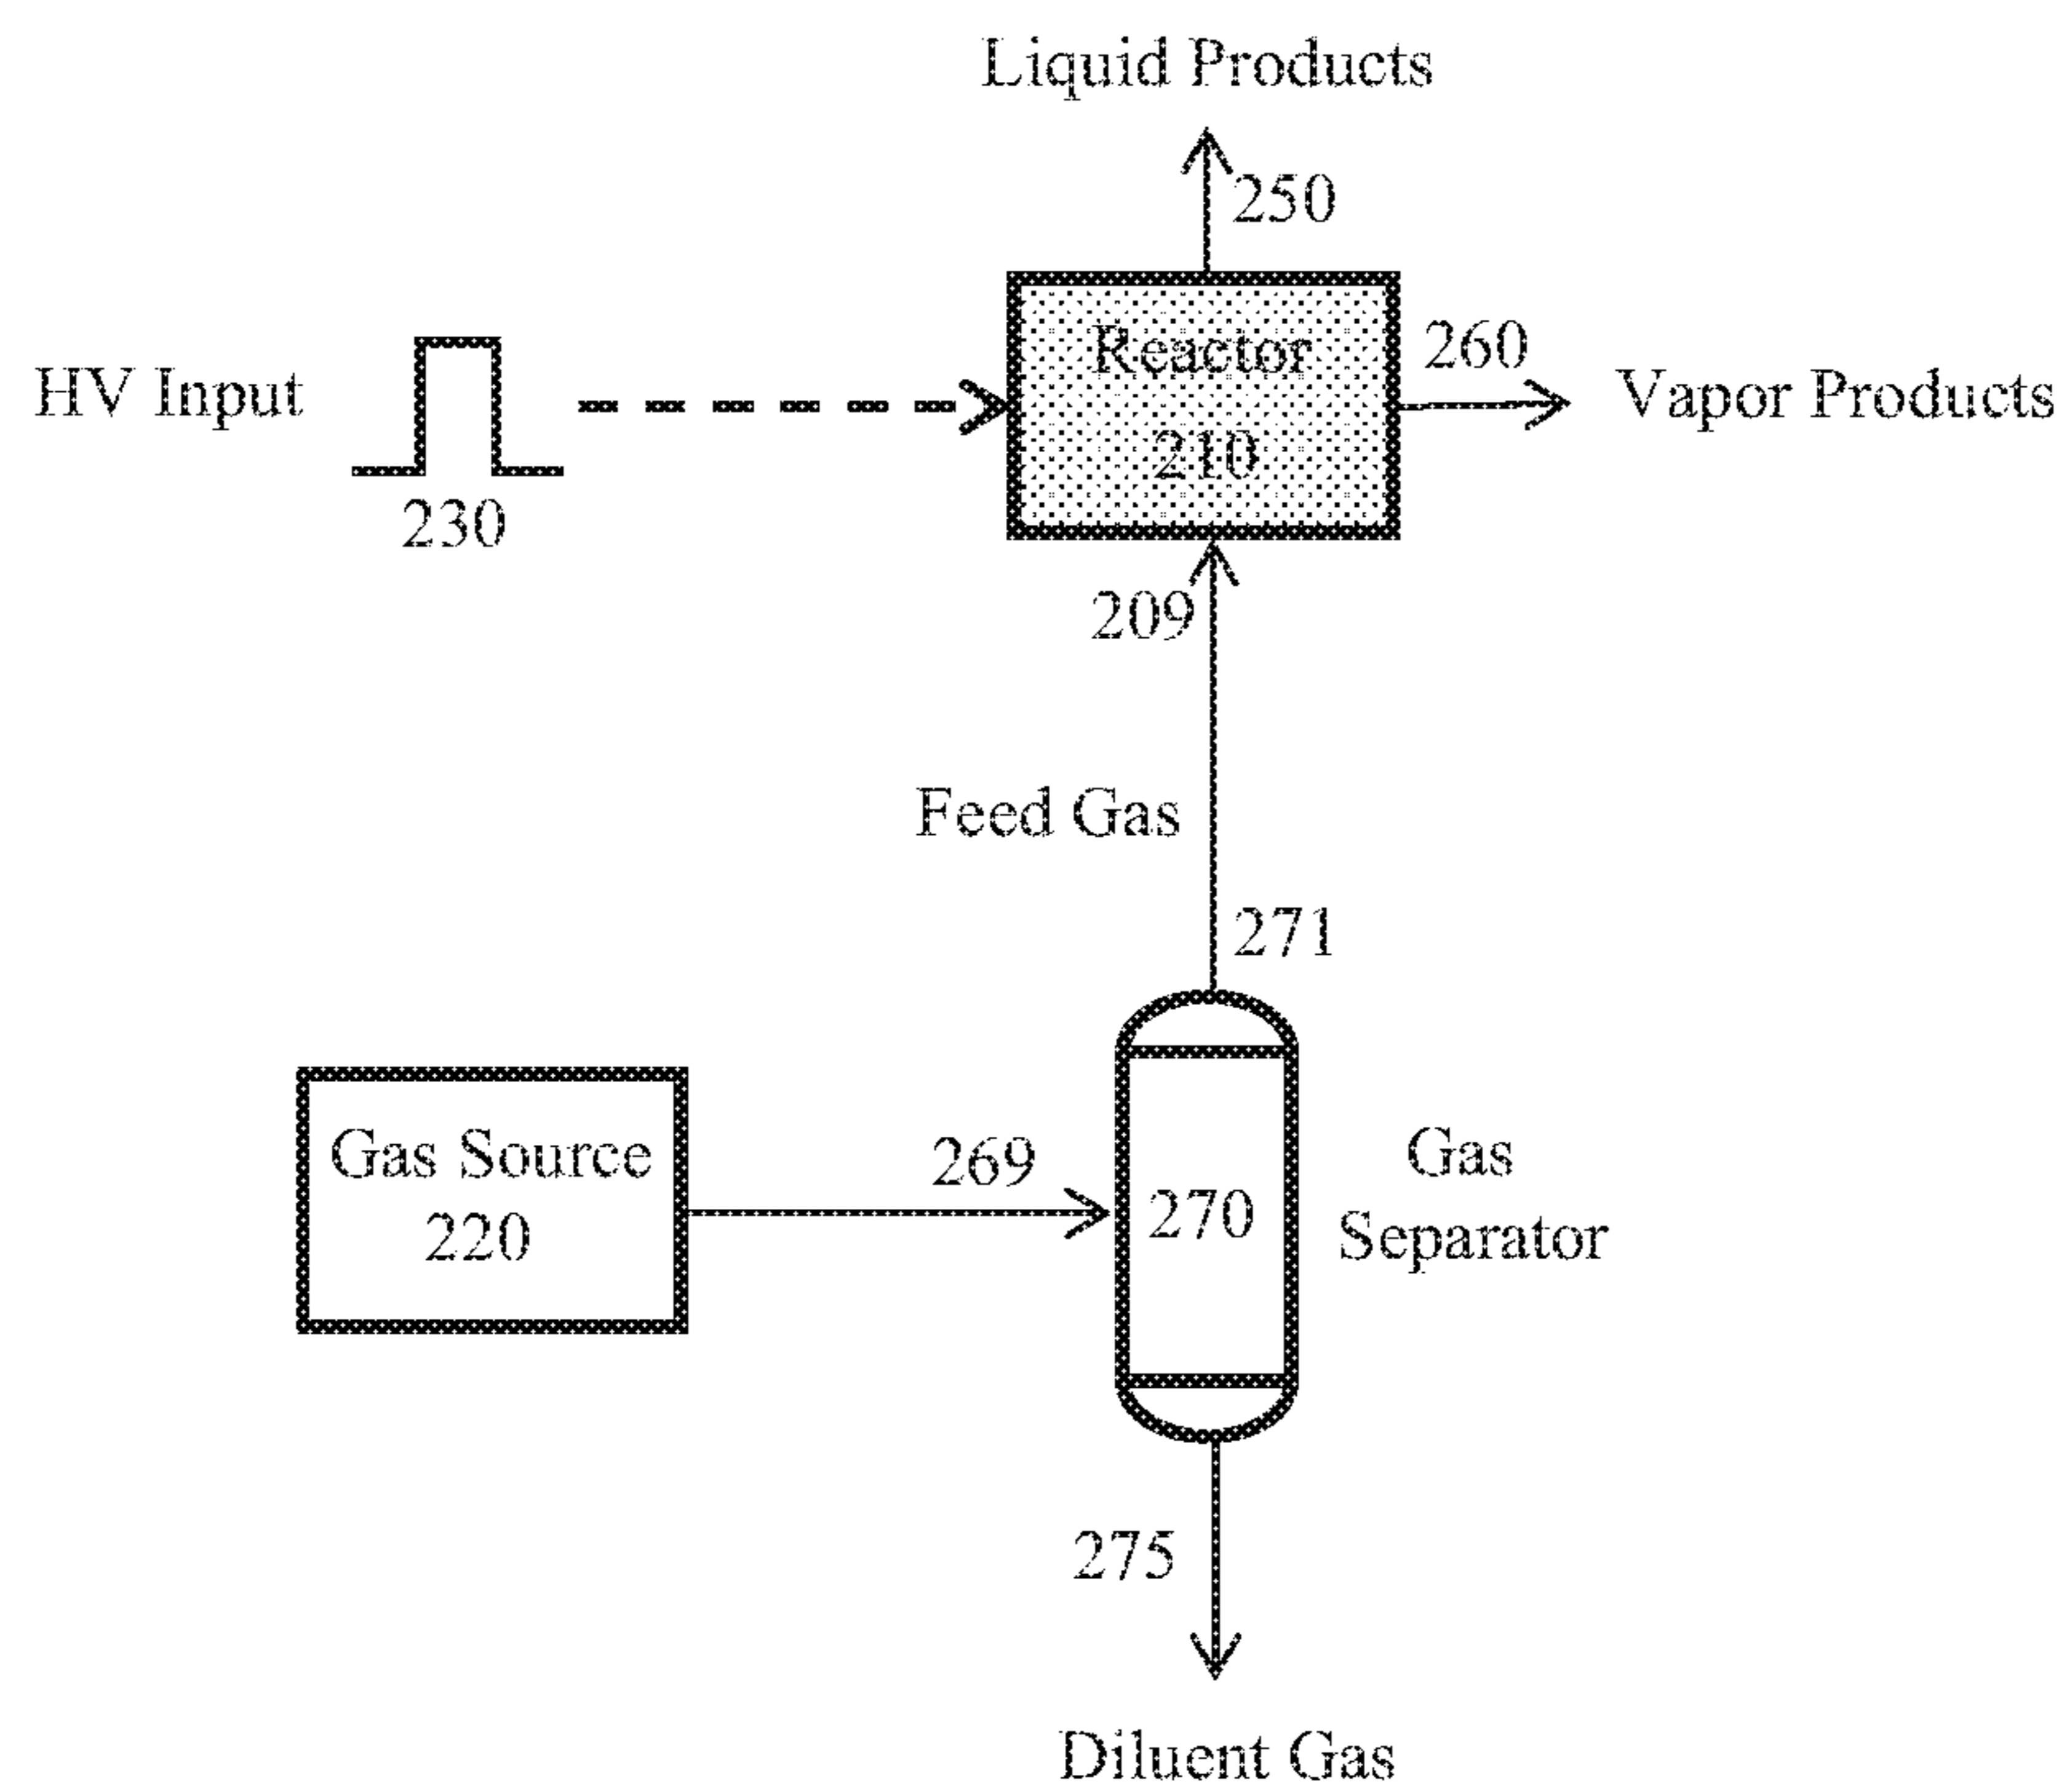 Liquid Products
250
Reactor
210
260
Vapor Products
HV Input
230
209
Feed Gas
271
Gas Source
220
269
270
Gas
Separator
275
Diluent Gas